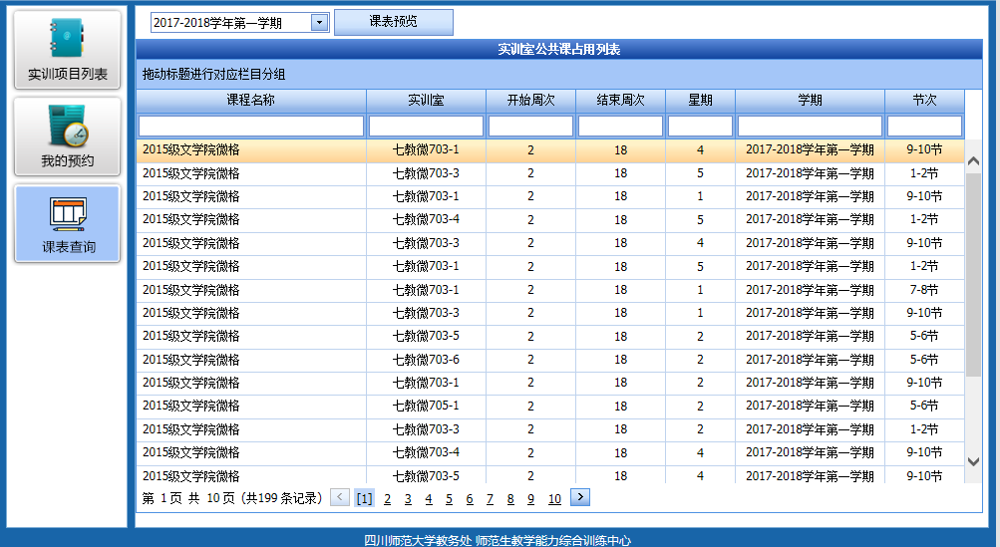 实训项目列表
我的预约
课表查询
2017-2018学年第一学期 课表预览
实训室公共课占用列表
拖动标题进行对应栏目分组
课程名称 实训室 开始周次 结束周次 星期 学期 节次
2015级文学院微格 七教微703-1 2 18 4 2017-2018学年第一学期 9-10节
2015级文学院微格 七教微703-3 2 18 5 2017-2018学年第一学期 1-2节
2015级文学院微格 七教微703-1 2 18 1 2017-2018学年第一学期 9-10节
2015级文学院微格 七教微703-4 2 18 5 2017-2018学年第一学期 1-2节
2015级文学院微格 七教微703-3 2 18 4 2017-2018学年第一学期 9-10节
2015级文学院微格 七教微703-1 2 18 5 2017-2018学年第一学期 1-2节
2015级文学院微格 七教微703-1 2 18 1 2017-2018学年第一学期 7-8节
2015级文学院微格 七教微703-3 2 18 1 2017-2018学年第一学期 9-10节
2015级文学院微格 七教微703-5 2 18 2 2017-2018学年第一学期 5-6节
2015级文学院微格 七教微703-6 2 18 2 2017-2018学年第一学期 5-6节
2015级文学院微格 七教微703-1 2 18 2 2017-2018学年第一学期 9-10节
2015级文学院微格 七教微705-1 2 18 2 2017-2018学年第一学期 5-6节
2015级文学院微格 七教微703-3 2 18 2 2017-2018学年第一学期 1-2节
2015级文学院微格 七教微703-4 2 18 4 2017-2018学年第一学期 9-10节
2015级文学院微格 七教微703-5 2 18 4 2017-2018学年第一学期 9-10节
第 1 页 共 10 页 (共199 条记录) < [1] 2 3 4 5 6 7 8 9 10 >
四川师范大学教务处 师范生教学能力综合训练中心